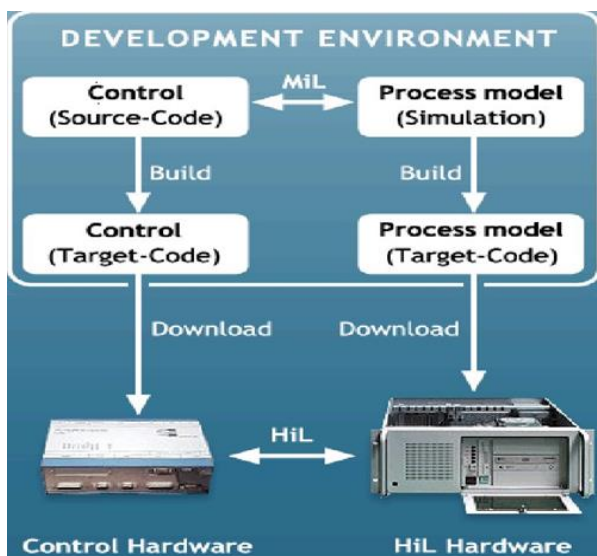 DEVELOPMENT ENVIRONMENT
Control
(Source-Code)
MiL
Process model
(Simulation)
Build
Build
Control
(Target-Code)
Process model
(Target-Code)
Download
Download
HiL
Control Hardware
HiL Hardware